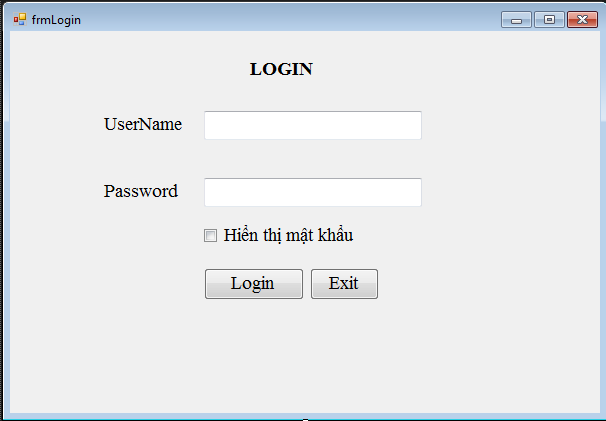 frmLogin
LOGIN
UserName
Password
Hiển thị mật khẩu
Login Exit